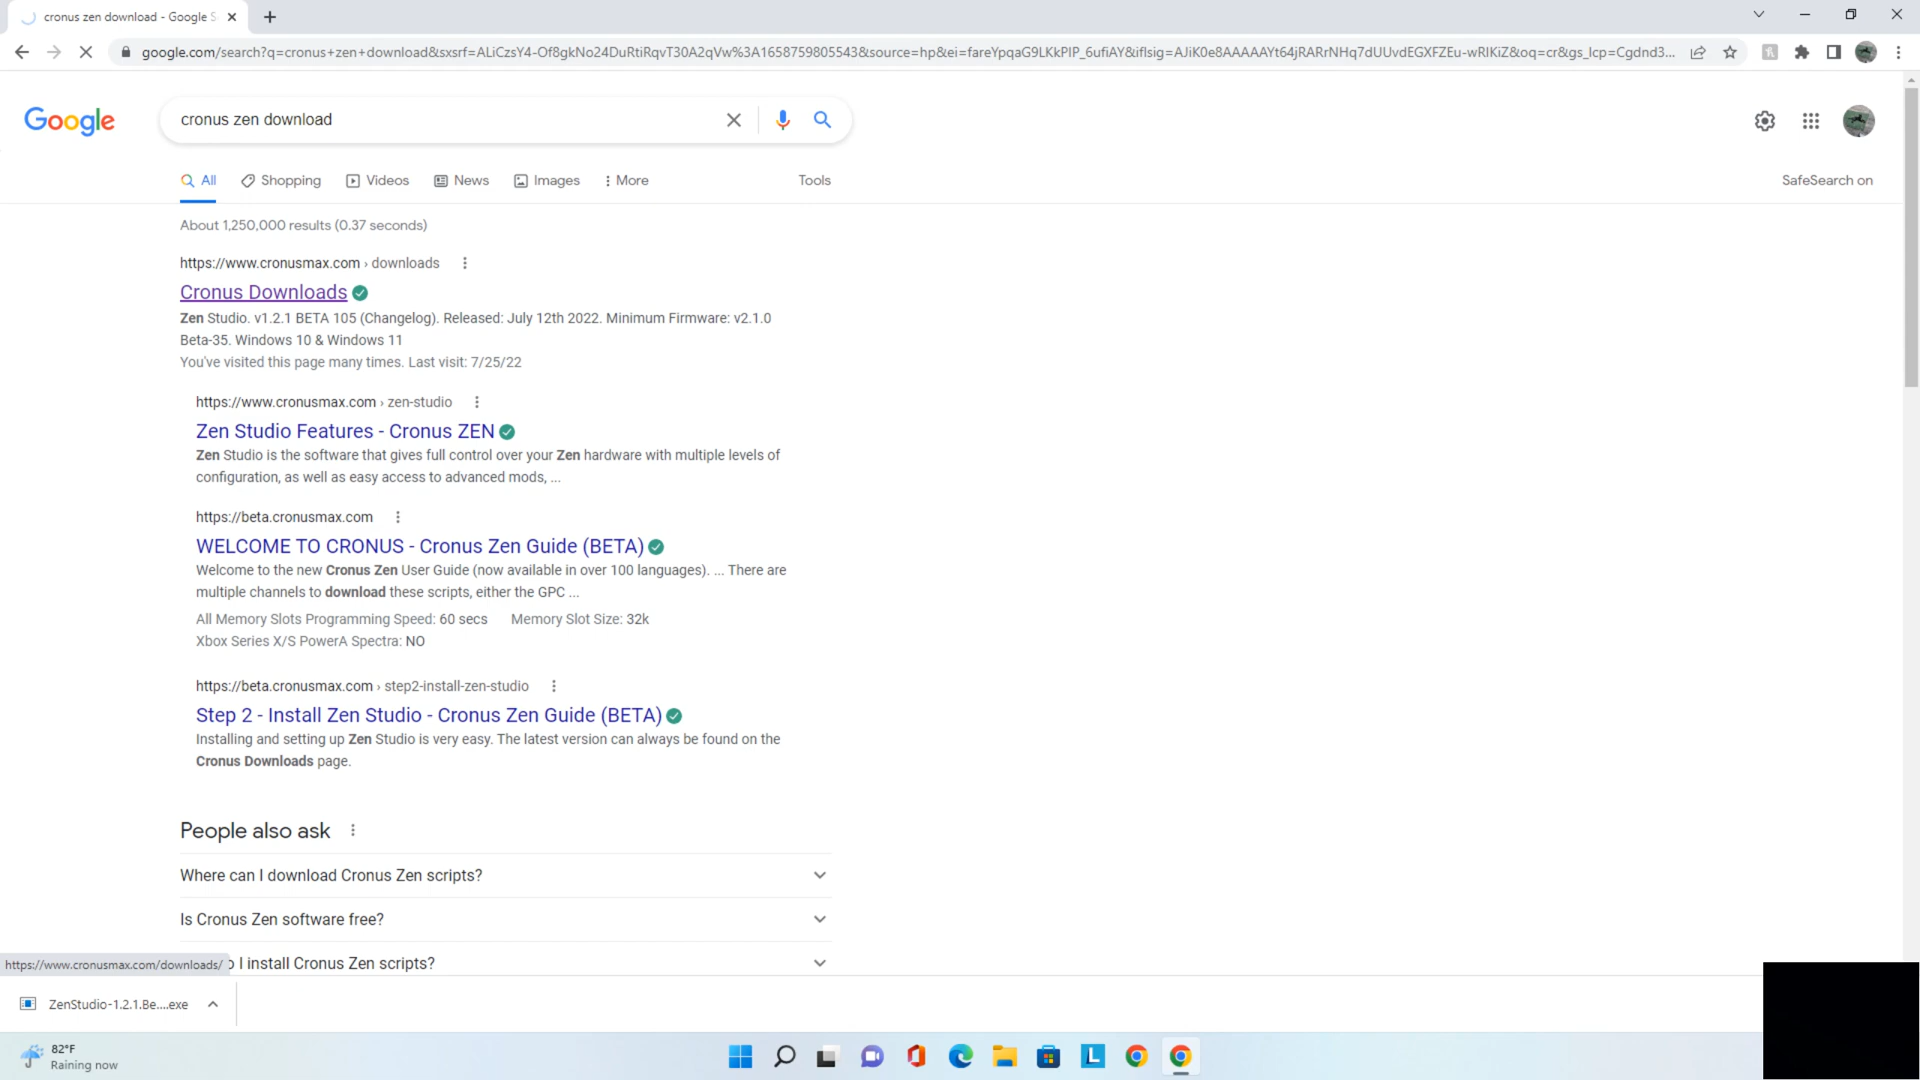 cronus zen download - Google S
google.com/search?q=cronus+zen+download&sxsrf=ALiCzsY4-Of8gkNo24DuRtiRqvT30A2qVw%3A1658759805543&source=hp&ei=fareYpqaG9LKkPIP_6ufiAY&iflsig=AJiK0e8AAAAAYt64jRARrNHq7dUUvdEGXFZEu-wRIKiZ&oq=cr&gs_lcp=Cgdnd3...
Google
cronus zen download
All Shopping Videos News Images More Tools SafeSearch on
About 1,250,000 results (0.37 seconds)
https://www.cronusmax.com › downloads
Cronus Downloads
Zen Studio. v1.2.1 BETA 105 (Changelog). Released: July 12th 2022. Minimum Firmware: v2.1.0
Beta-35. Windows 10 & Windows 11
You've visited this page many times. Last visit: 7/25/22
https://www.cronusmax.com › zen-studio
Zen Studio Features - Cronus ZEN
Zen Studio is the software that gives full control over your Zen hardware with multiple levels of
configuration, as well as easy access to advanced mods, ...
https://beta.cronusmax.com
WELCOME TO CRONUS - Cronus Zen Guide (BETA)
Welcome to the new Cronus Zen User Guide (now available in over 100 languages). ... There are
multiple channels to download these scripts, either the GPC ...
All Memory Slots Programming Speed: 60 secs Memory Slot Size: 32k
Xbox Series X/S PowerA Spectra: NO
https://beta.cronusmax.com › step2-install-zen-studio
Step 2 - Install Zen Studio - Cronus Zen Guide (BETA)
Installing and setting up Zen Studio is very easy. The latest version can always be found on the
Cronus Downloads page.
People also ask
Where can I download Cronus Zen scripts?
Is Cronus Zen software free?
https://www.cronusmax.com/downloads/ o I install Cronus Zen scripts?
ZenStudio-1.2.1.Be....exe
82°F
Raining now